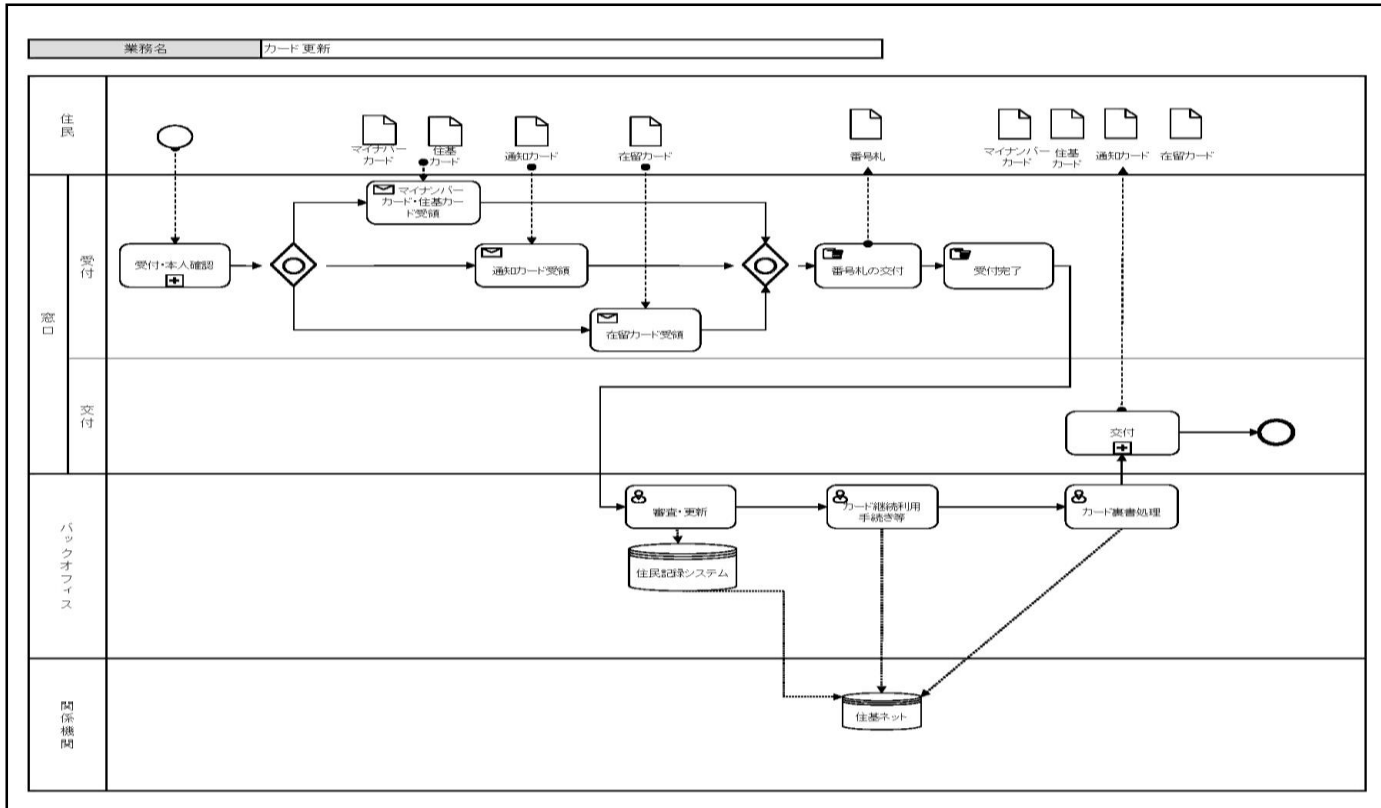 業務名
カード更新
住民
マイナバー
カード
住基
カード
通知カード
在留カード
番号札
マイナンバー
カード
住基
カード
通知カード
在留カード
窓口
受付
受付・本人確認
マイナンバー
カード・住基カー
ド受領
通知カード受領
在留カード受領
番号札の交付
受付完了
交付
交付
バックオフィス
審査・更新
カード継続利用
手続き等
カード裏書処理
住民記録システム
関係機関
住基ネット